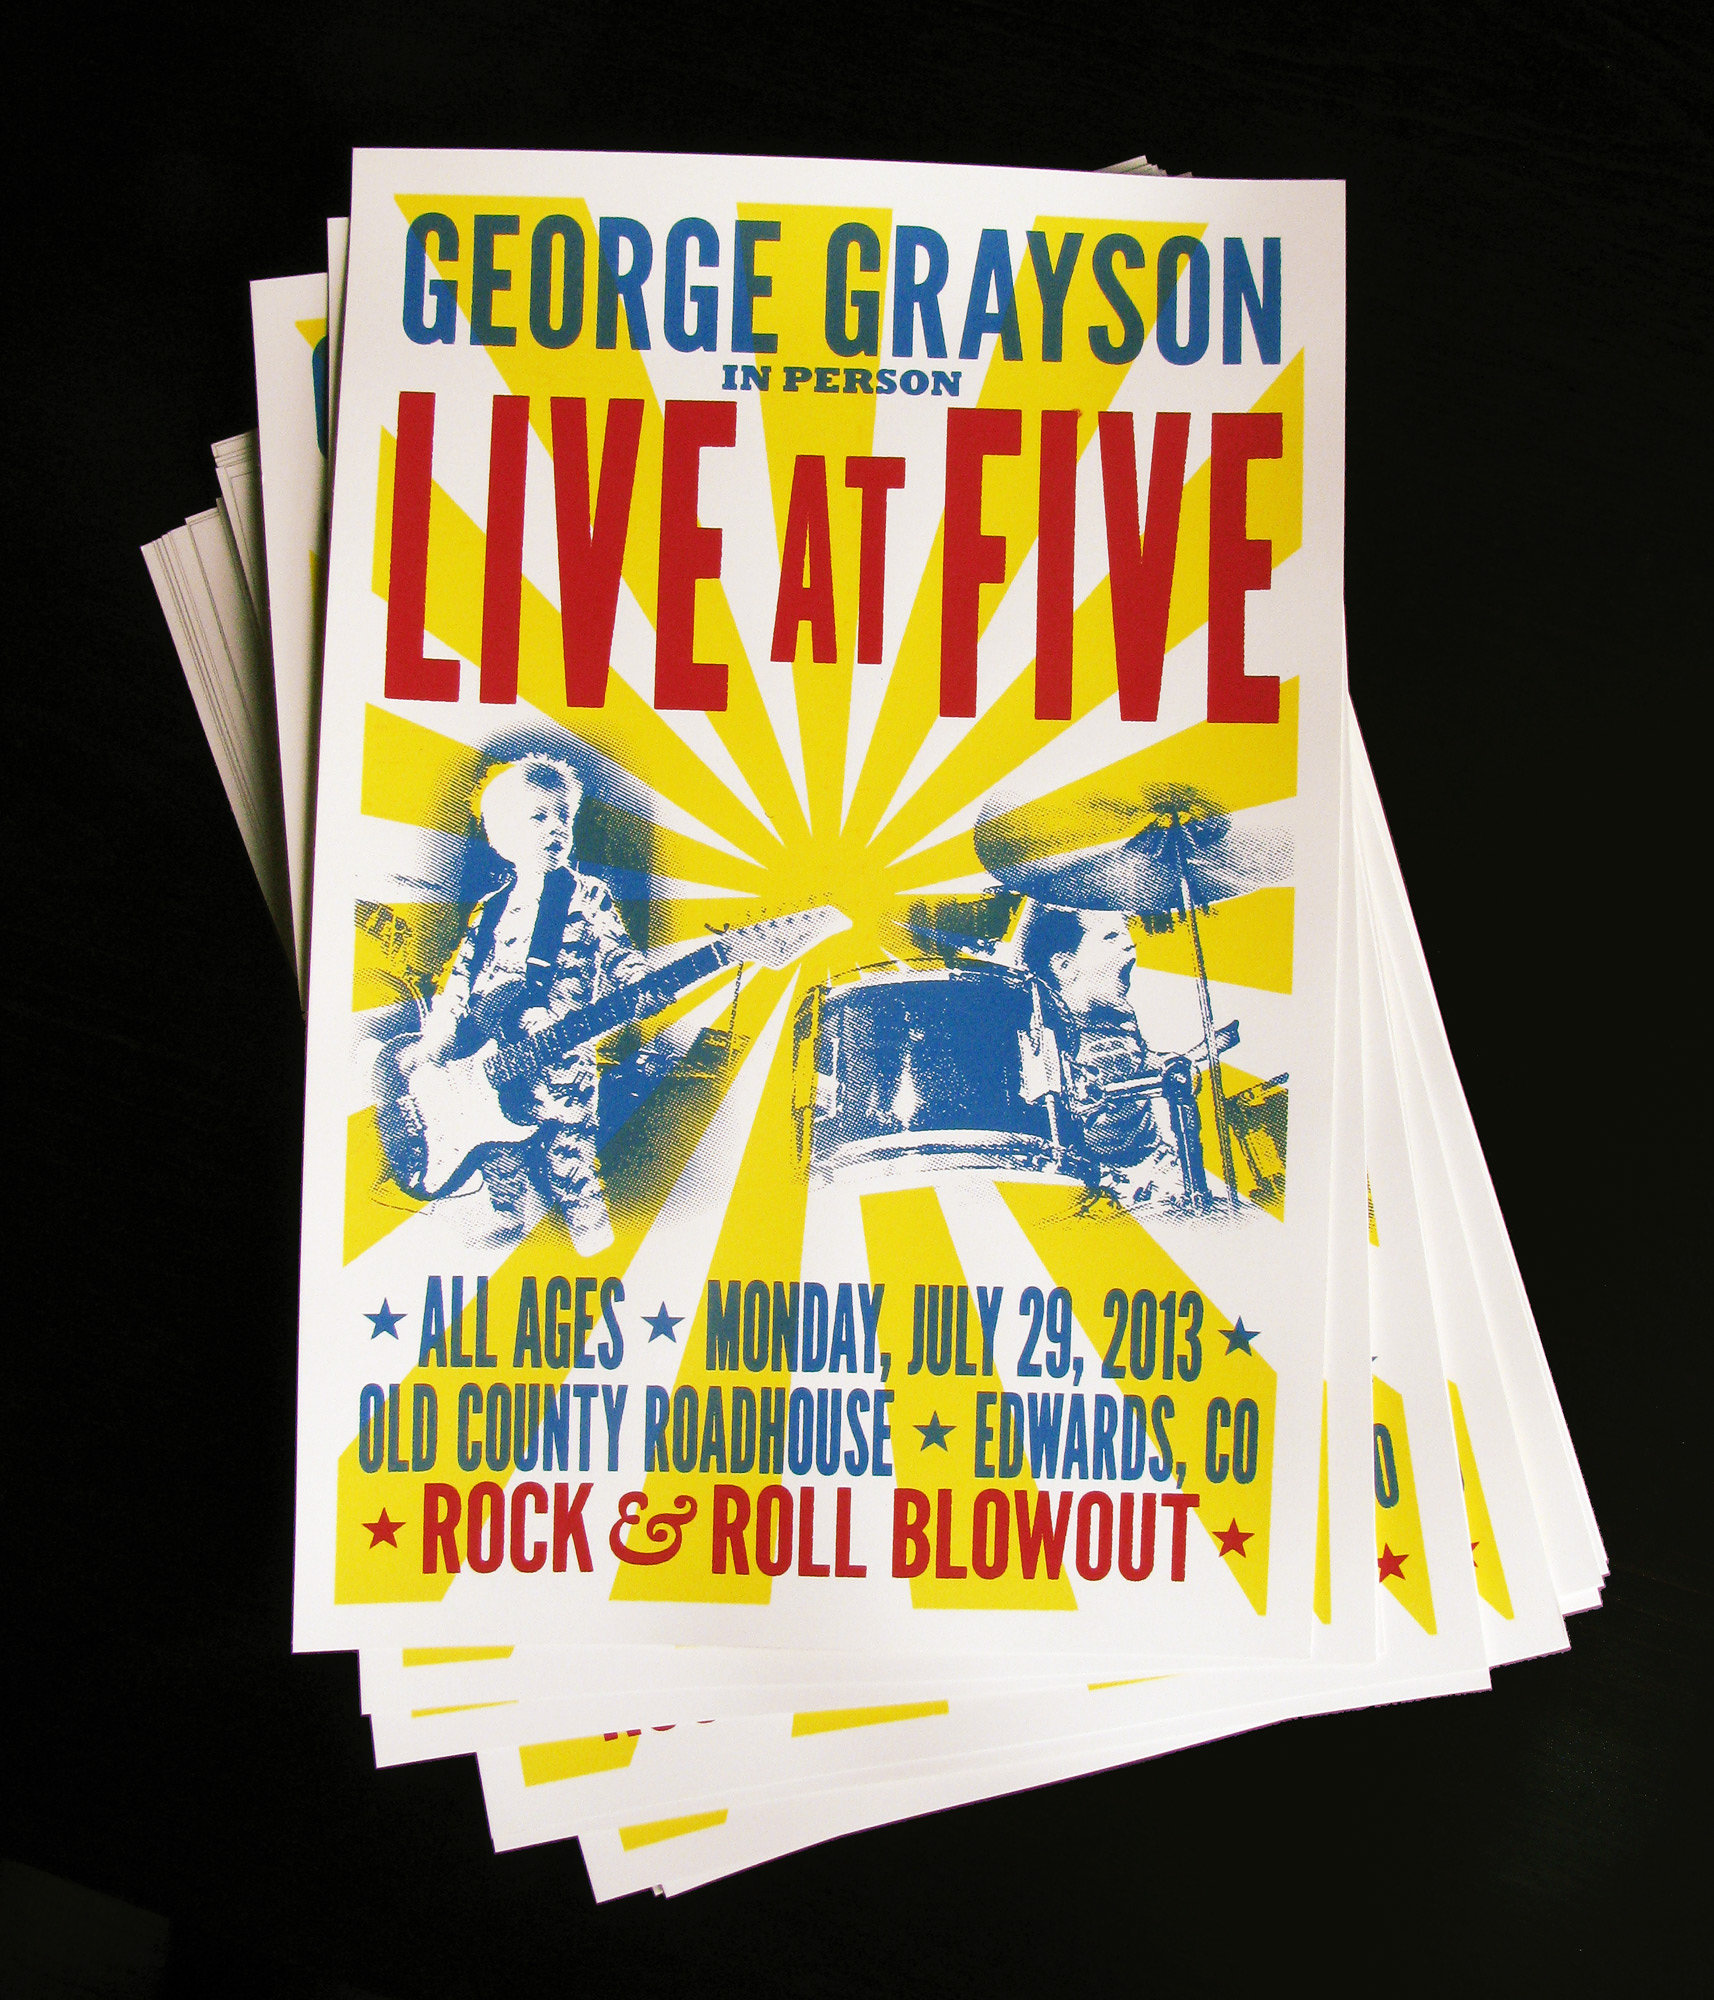 GEORGE GRAYSON
IN PERSON
LIVE AT FIVE
★ ALL AGES ★ MONDAY, JULY 29, 2013 ★
OLD COUNTY ROADHOUSE ★ EDWARDS, CO
★ ROCK & ROLL BLOWOUT ★